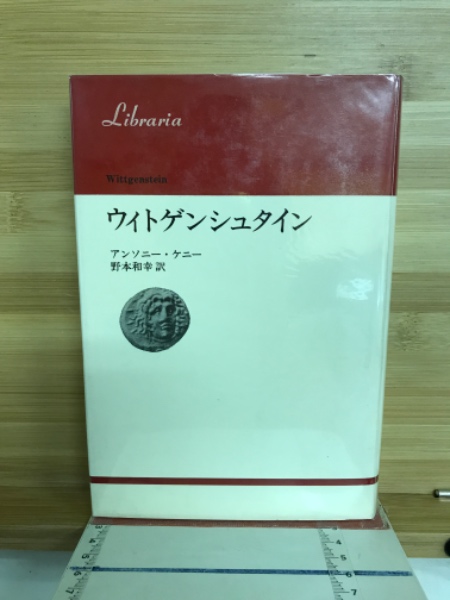 Libraria
Wittgenstein
ウィトゲンシュタイン
アンソニー・ケニー
野本和幸 訳